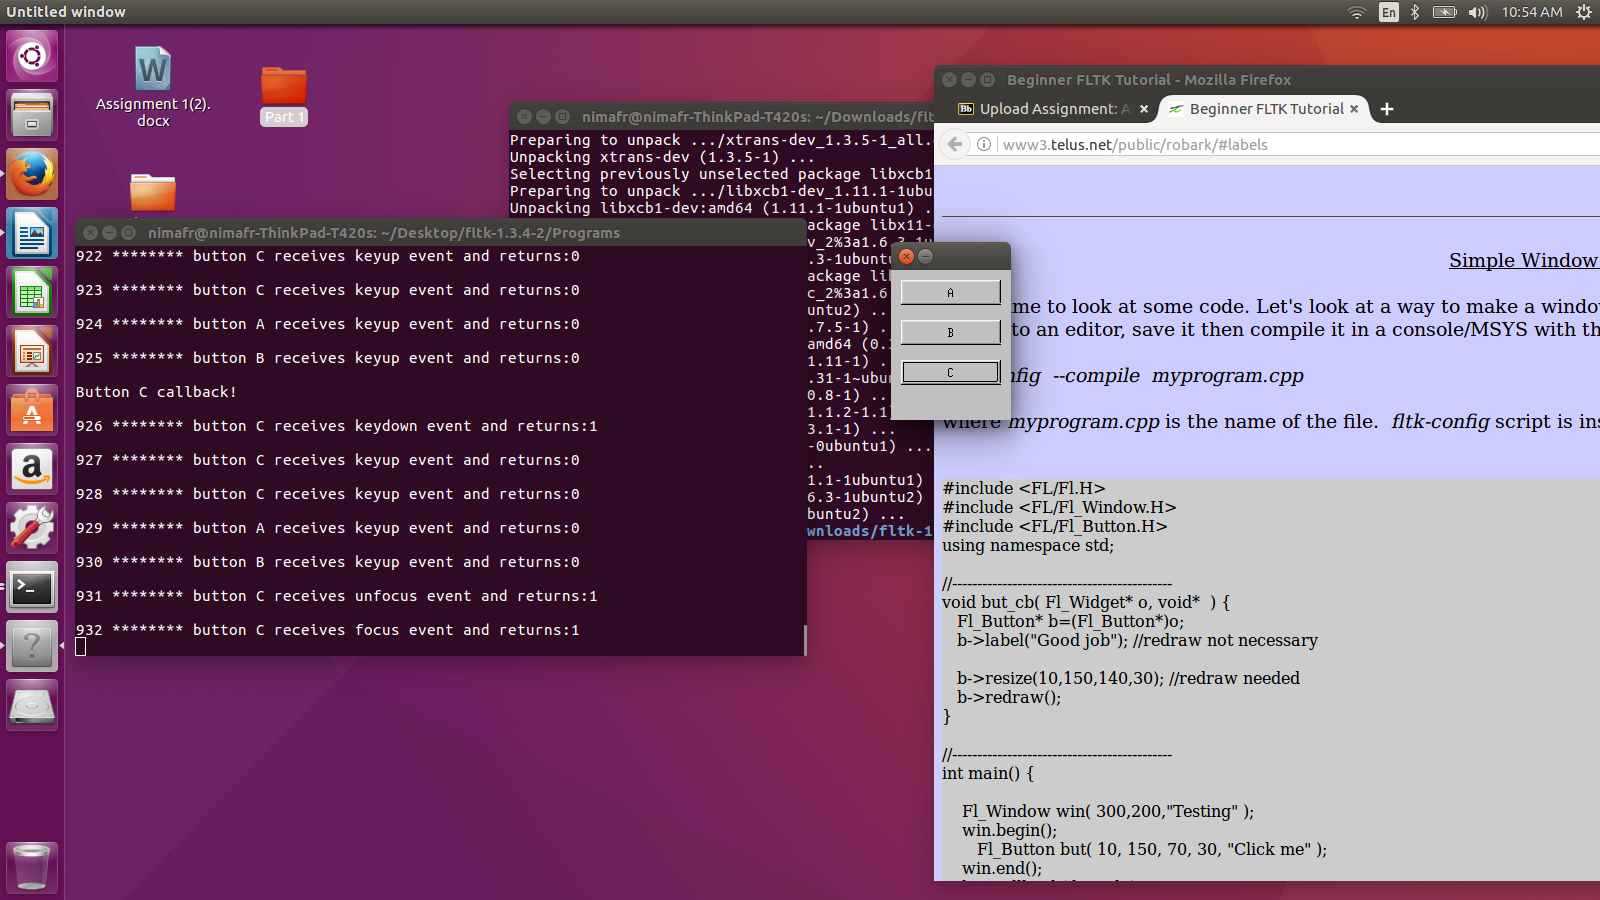 Untitled window
En
10:54 AM
W
Assignment 1(2).
docx
Part 1
nimafr@nimafr-ThinkPad-T420s: ~/Downloads/flt
Preparing to unpack .../xtrans-dev_1.3.5-1_all.
Unpacking xtrans-dev (1.3.5-1) ...
Selecting previously unselected package libxcb1
Preparing to unpack .../libxcb1-dev_1.11.1-1ubu
Unpacking libxcb1-dev:amd64 (1.11.1-1ubuntu1) .
ackage libx11-
v_2%3a1.6.3-1u
.3-1ubuntu
ackage lib
c_2%3a1.6.
untu2) ...
.7.5-1) .
amd64 (0.
1.11-1) .
.31-1~ubu
0.8-1) ..
1.1.2-1.1
3.1-1) ...
-0ubuntu1) ...
..
1.1-1ubuntu1)
6.3-1ubuntu2)
buntu2) ...
wnloads/fltk-1
nimafr@nimafr-ThinkPad-T420s: ~/Desktop/fltk-1.3.4-2/Programs
922 ******** button C receives keyup event and returns:0
923 ******** button C receives keyup event and returns:0
924 ******** button A receives keyup event and returns:0
925 ******** button B receives keyup event and returns:0
Button C callback!
926 ******** button C receives keydown event and returns:1
927 ******** button C receives keyup event and returns:0
928 ******** button C receives keyup event and returns:0
929 ******** button A receives keyup event and returns:0
930 ******** button B receives keyup event and returns:0
931 ******** button C receives unfocus event and returns:1
932 ******** button C receives focus event and returns:1
A
B
C
Beginner FLTK Tutorial - Mozilla Firefox
Bb Upload Assignment: A
Beginner FLTK Tutorial
www3.telus.net/public/robark/#labels
Simple Window
me to look at some code. Let's look at a way to make a windo
to an editor, save it then compile it in a console/MSYS with th
nfig --compile myprogram.cpp
where myprogram.cpp is the name of the file. fltk-config script is ins
#include <FL/Fl.H>
#include <FL/Fl_Window.H>
#include <FL/Fl_Button.H>
using namespace std;
//--------------------------------------------
void but_cb( Fl_Widget* o, void* ) {
Fl_Button* b=(Fl_Button*)o;
b->label("Good job"); //redraw not necessary
b->resize(10,150,140,30); //redraw needed
b->redraw();
}
//--------------------------------------------
int main() {
Fl_Window win( 300,200,"Testing" );
win.begin();
Fl_Button but( 10, 150, 70, 30, "Click me" );
win.end();